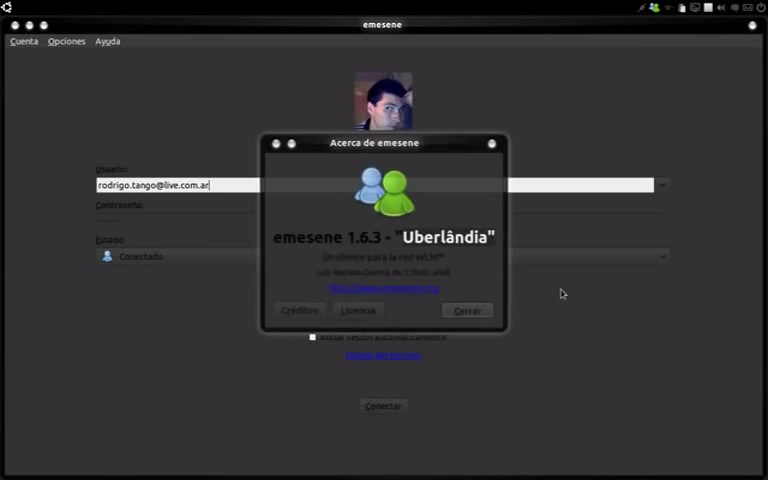 emesene
Cuenta Opciones Ayuda
Acerca de emesene
Usuario:
rodrigo.tango@live.com.ar
Contraseña:
emesene 1.6.3 - "Uberlândia"
Estado:
Conectado
Un cliente para la red WLM™
Créditos Licencia Cerrar
Iniciar sesión automáticamente
Conectar